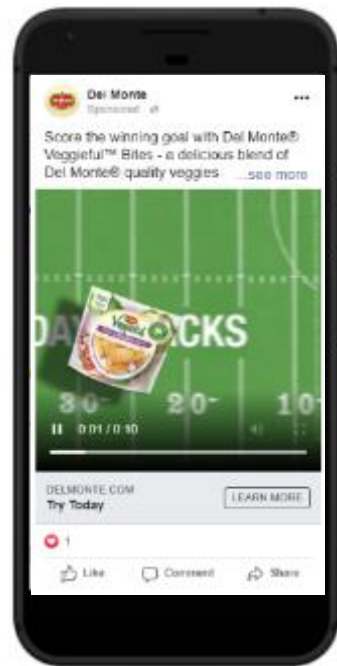 Del Monte
Sponsored
Score the winning goal with Del Monte®
Veggieful™ Bites - a delicious blend of
Del Monte® quality veggies ...see more
DAY CKS
30 20 10
0:01 / 0:10
DELMONTE.COM
Try Today
LEARN MORE
1
Like Comment Share